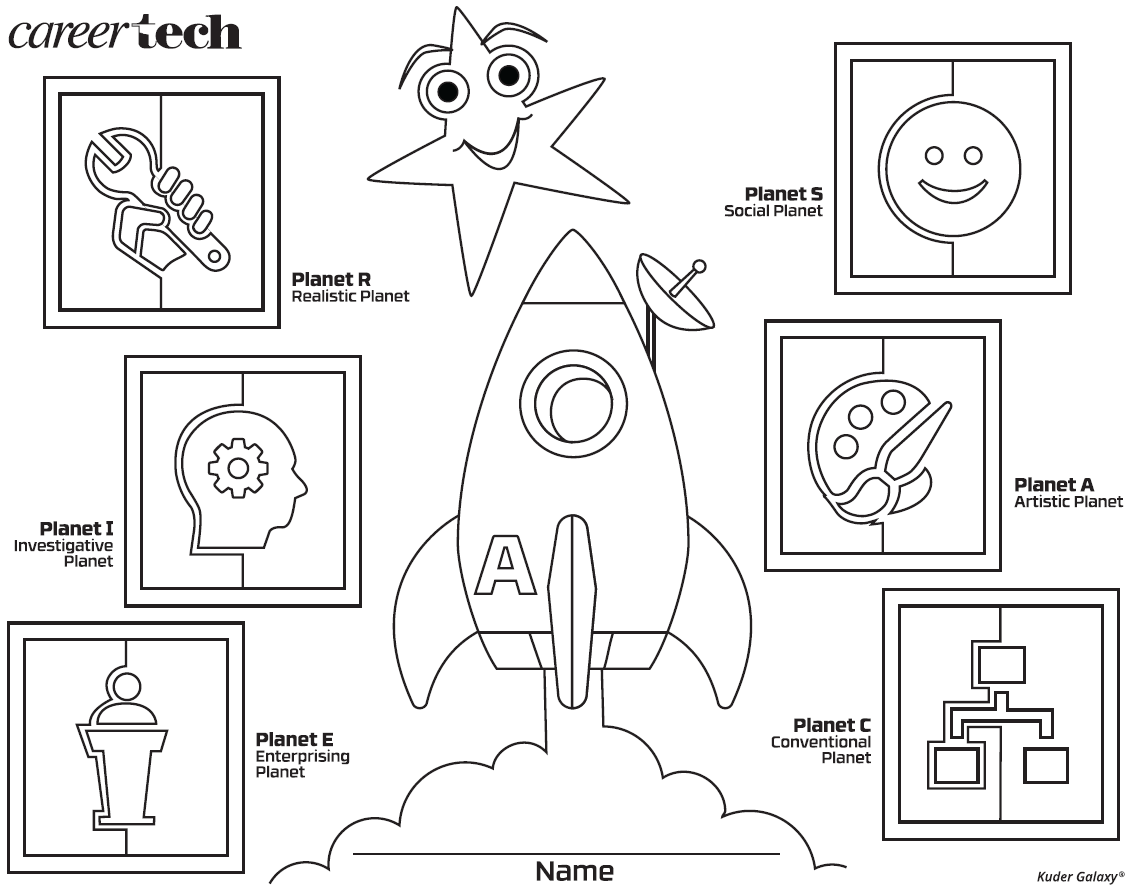 careertech
Planet S
Social Planet
Planet R
Realistic Planet
Planet A
Artistic Planet
Planet I
Investigative
Planet
A
Planet E
Enterprising
Planet
Planet C
Conventional
Planet
Name
Kuder Galaxy®